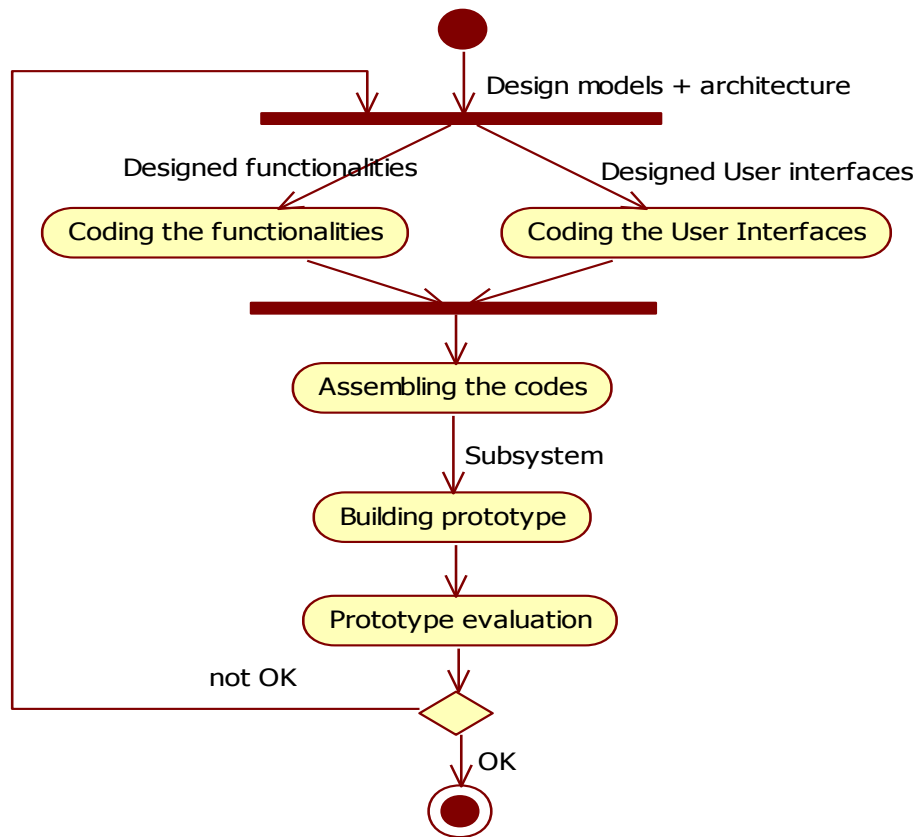 Design models + architecture
Designed functionalities
Designed User interfaces
Coding the functionalities
Coding the User Interfaces
Assembling the codes
Subsystem
Building prototype
Prototype evaluation
not OK
OK